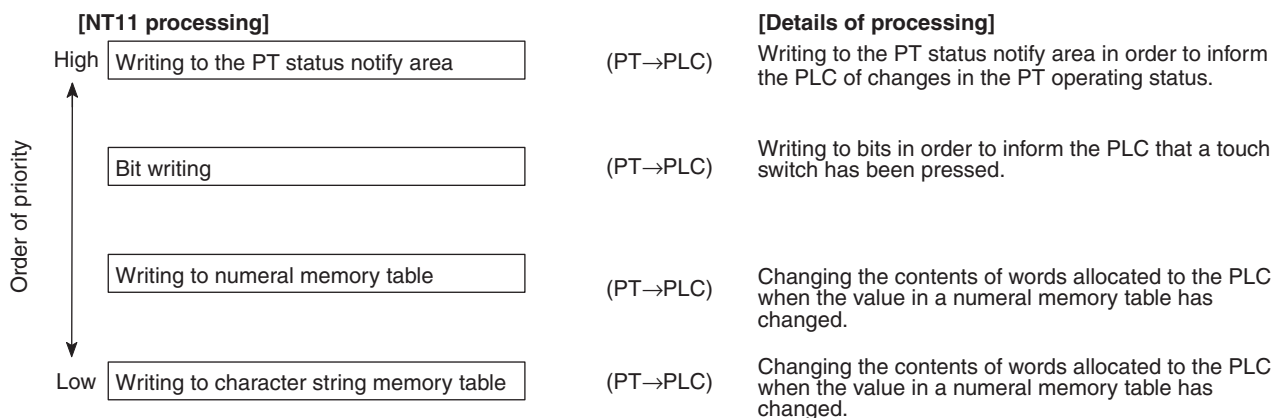 [NT11 processing]
[Details of processing]
High
Writing to the PT status notify area
(PT→PLC)
Writing to the PT status notify area in order to inform
the PLC of changes in the PT operating status.
Order of priority
Bit writing
(PT→PLC)
Writing to bits in order to inform the PLC that a touch
switch has been pressed.
Writing to numeral memory table
(PT→PLC)
Changing the contents of words allocated to the PLC
when the value in a numeral memory table has
changed.
Low
Writing to character string memory table
(PT→PLC)
Changing the contents of words allocated to the PLC
when the value in a numeral memory table has
changed.